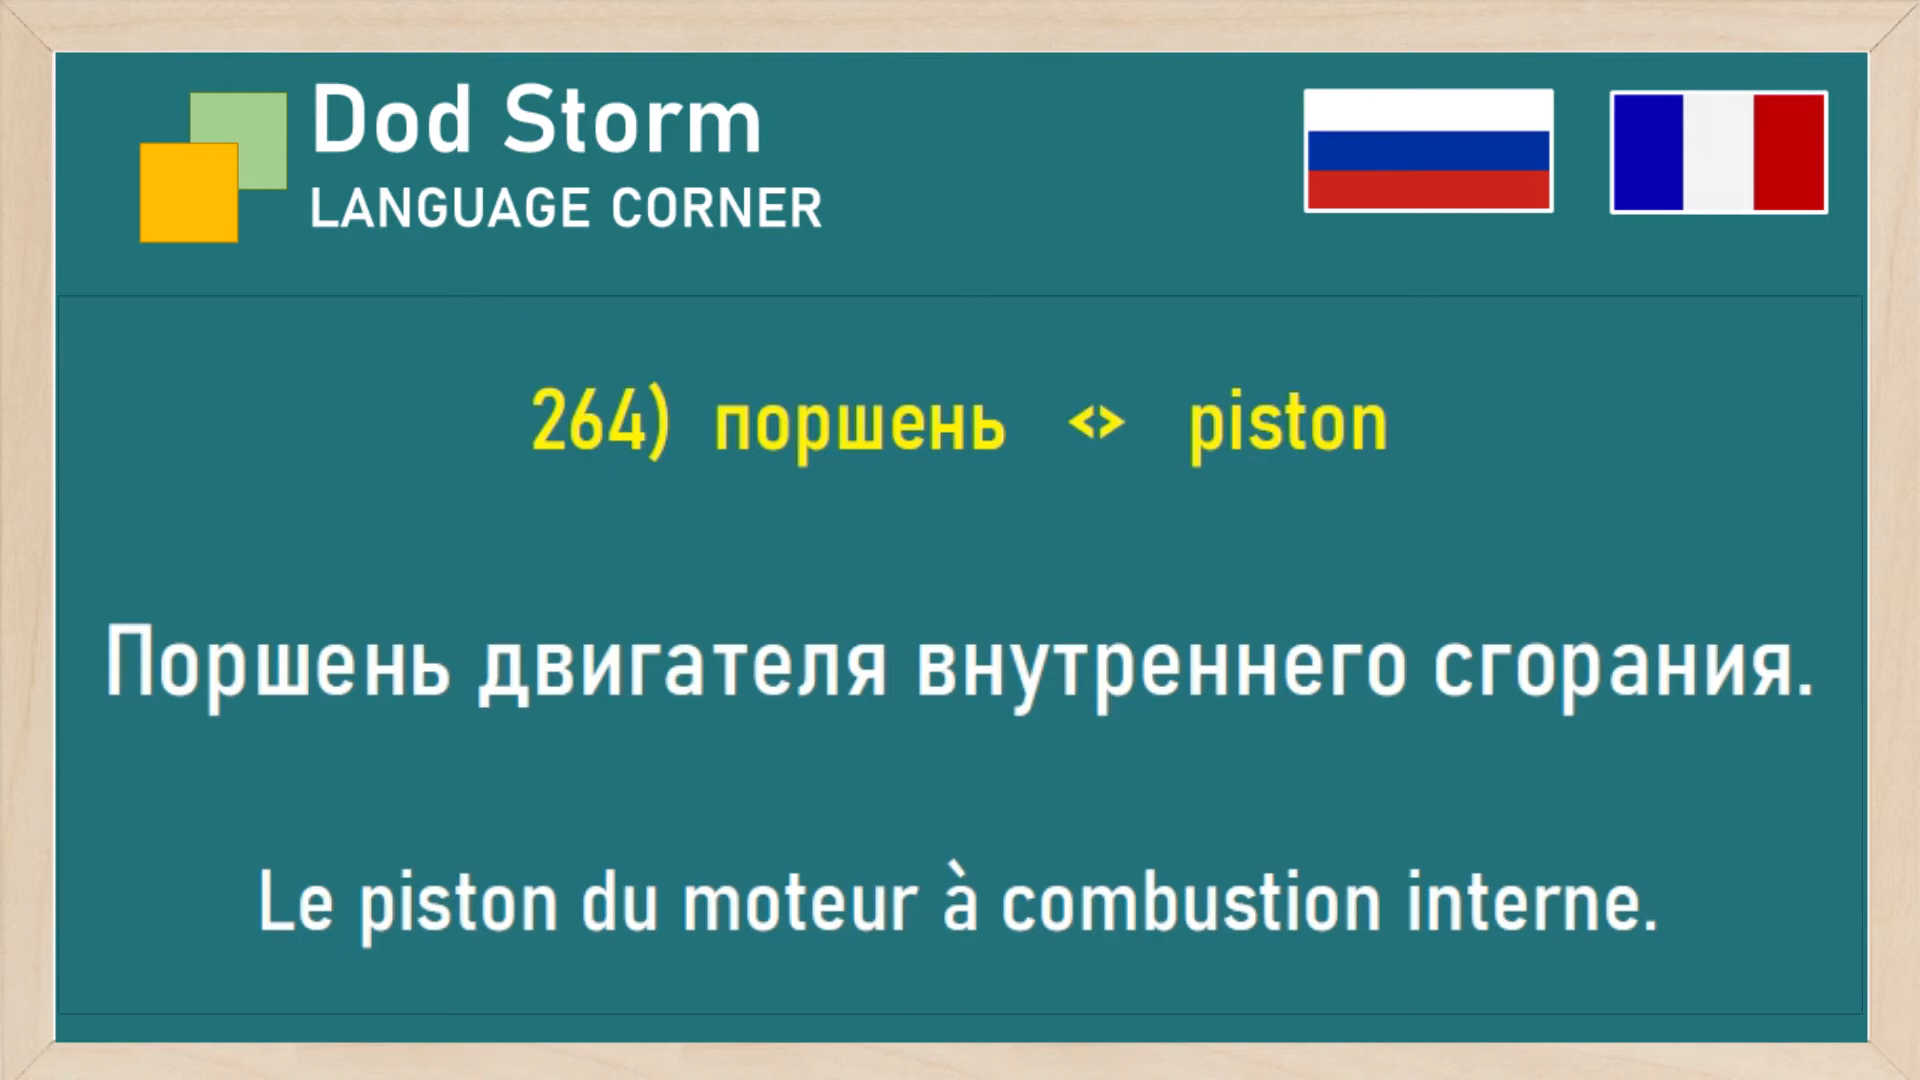 Dod Storm
LANGUAGE CORNER
264) поршень <> piston
Поршень двигателя внутреннего сгорания.
Le piston du moteur à combustion interne.